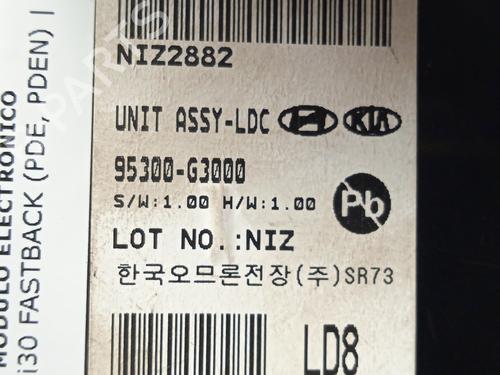 NIZ2882
UNIT ASSY-LDC
95300-G3000
S/W:1.00 H/W:1.00
Pb
LOT NO.:NIZ
한국오므론전장(주)SR73
LD8
MODULO ELECTRONICO
i30 FASTBACK (PDE, PDEN) |
PARTS